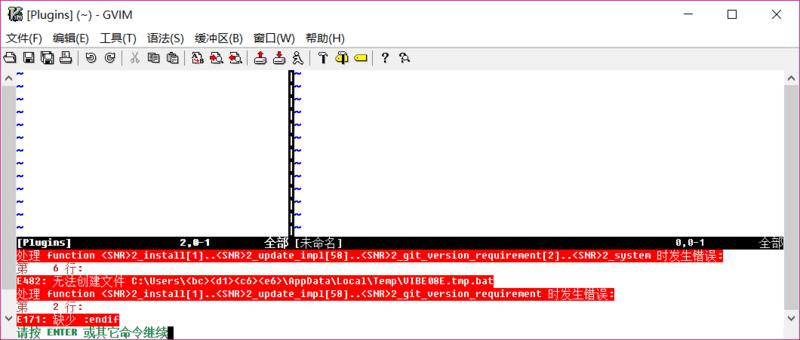 [Plugins] (~) - GVIM
文件(F) 编辑(E) 工具(T) 语法(S) 缓冲区(B) 窗口(W) 帮助(H)
~ ~
~ ~
~ ~
~ ~
~ ~
~ ~
~ ~
~ ~
~ ~
~ ~
[Plugins] 2,0-1 全部 [未命名] 0,0-1 全部
处理 function <SNR>2_install[1]..<SNR>2_update_impl[58]..<SNR>2_git_version_requirement[2]..<SNR>2_system 时发生错误:
第 6 行:
E482: 无法创建文件 C:\Users\<bc><d1><c6><e6>\AppData\Local\Temp\VIBE08E.tmp.bat
处理 function <SNR>2_install[1]..<SNR>2_update_impl[58]..<SNR>2_git_version_requirement 时发生错误:
第 2 行:
E171: 缺少 :endif
请按 ENTER 或其它命令继续